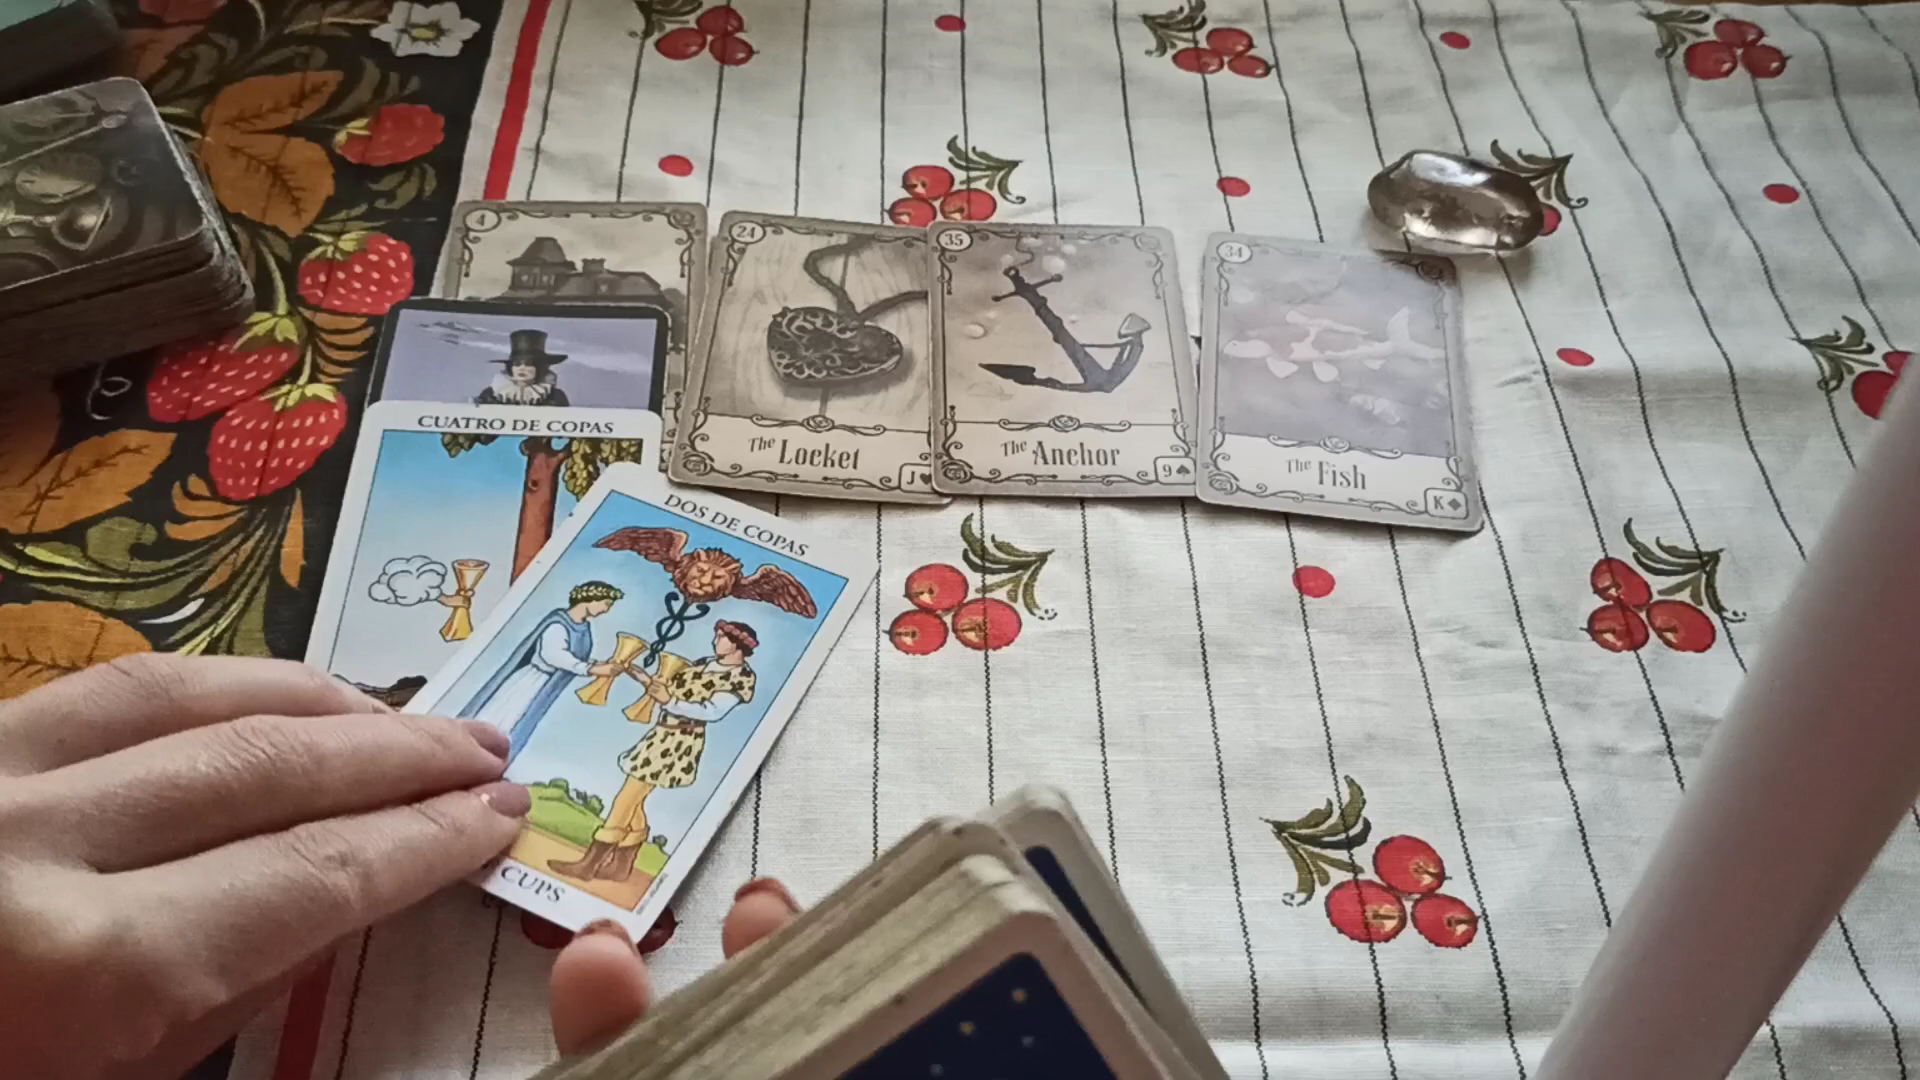 4
24
35
34
The Locket
J
The Anchor
9
The Fish
K
CUATRO DE COPAS
DOS DE COPAS
CUPS